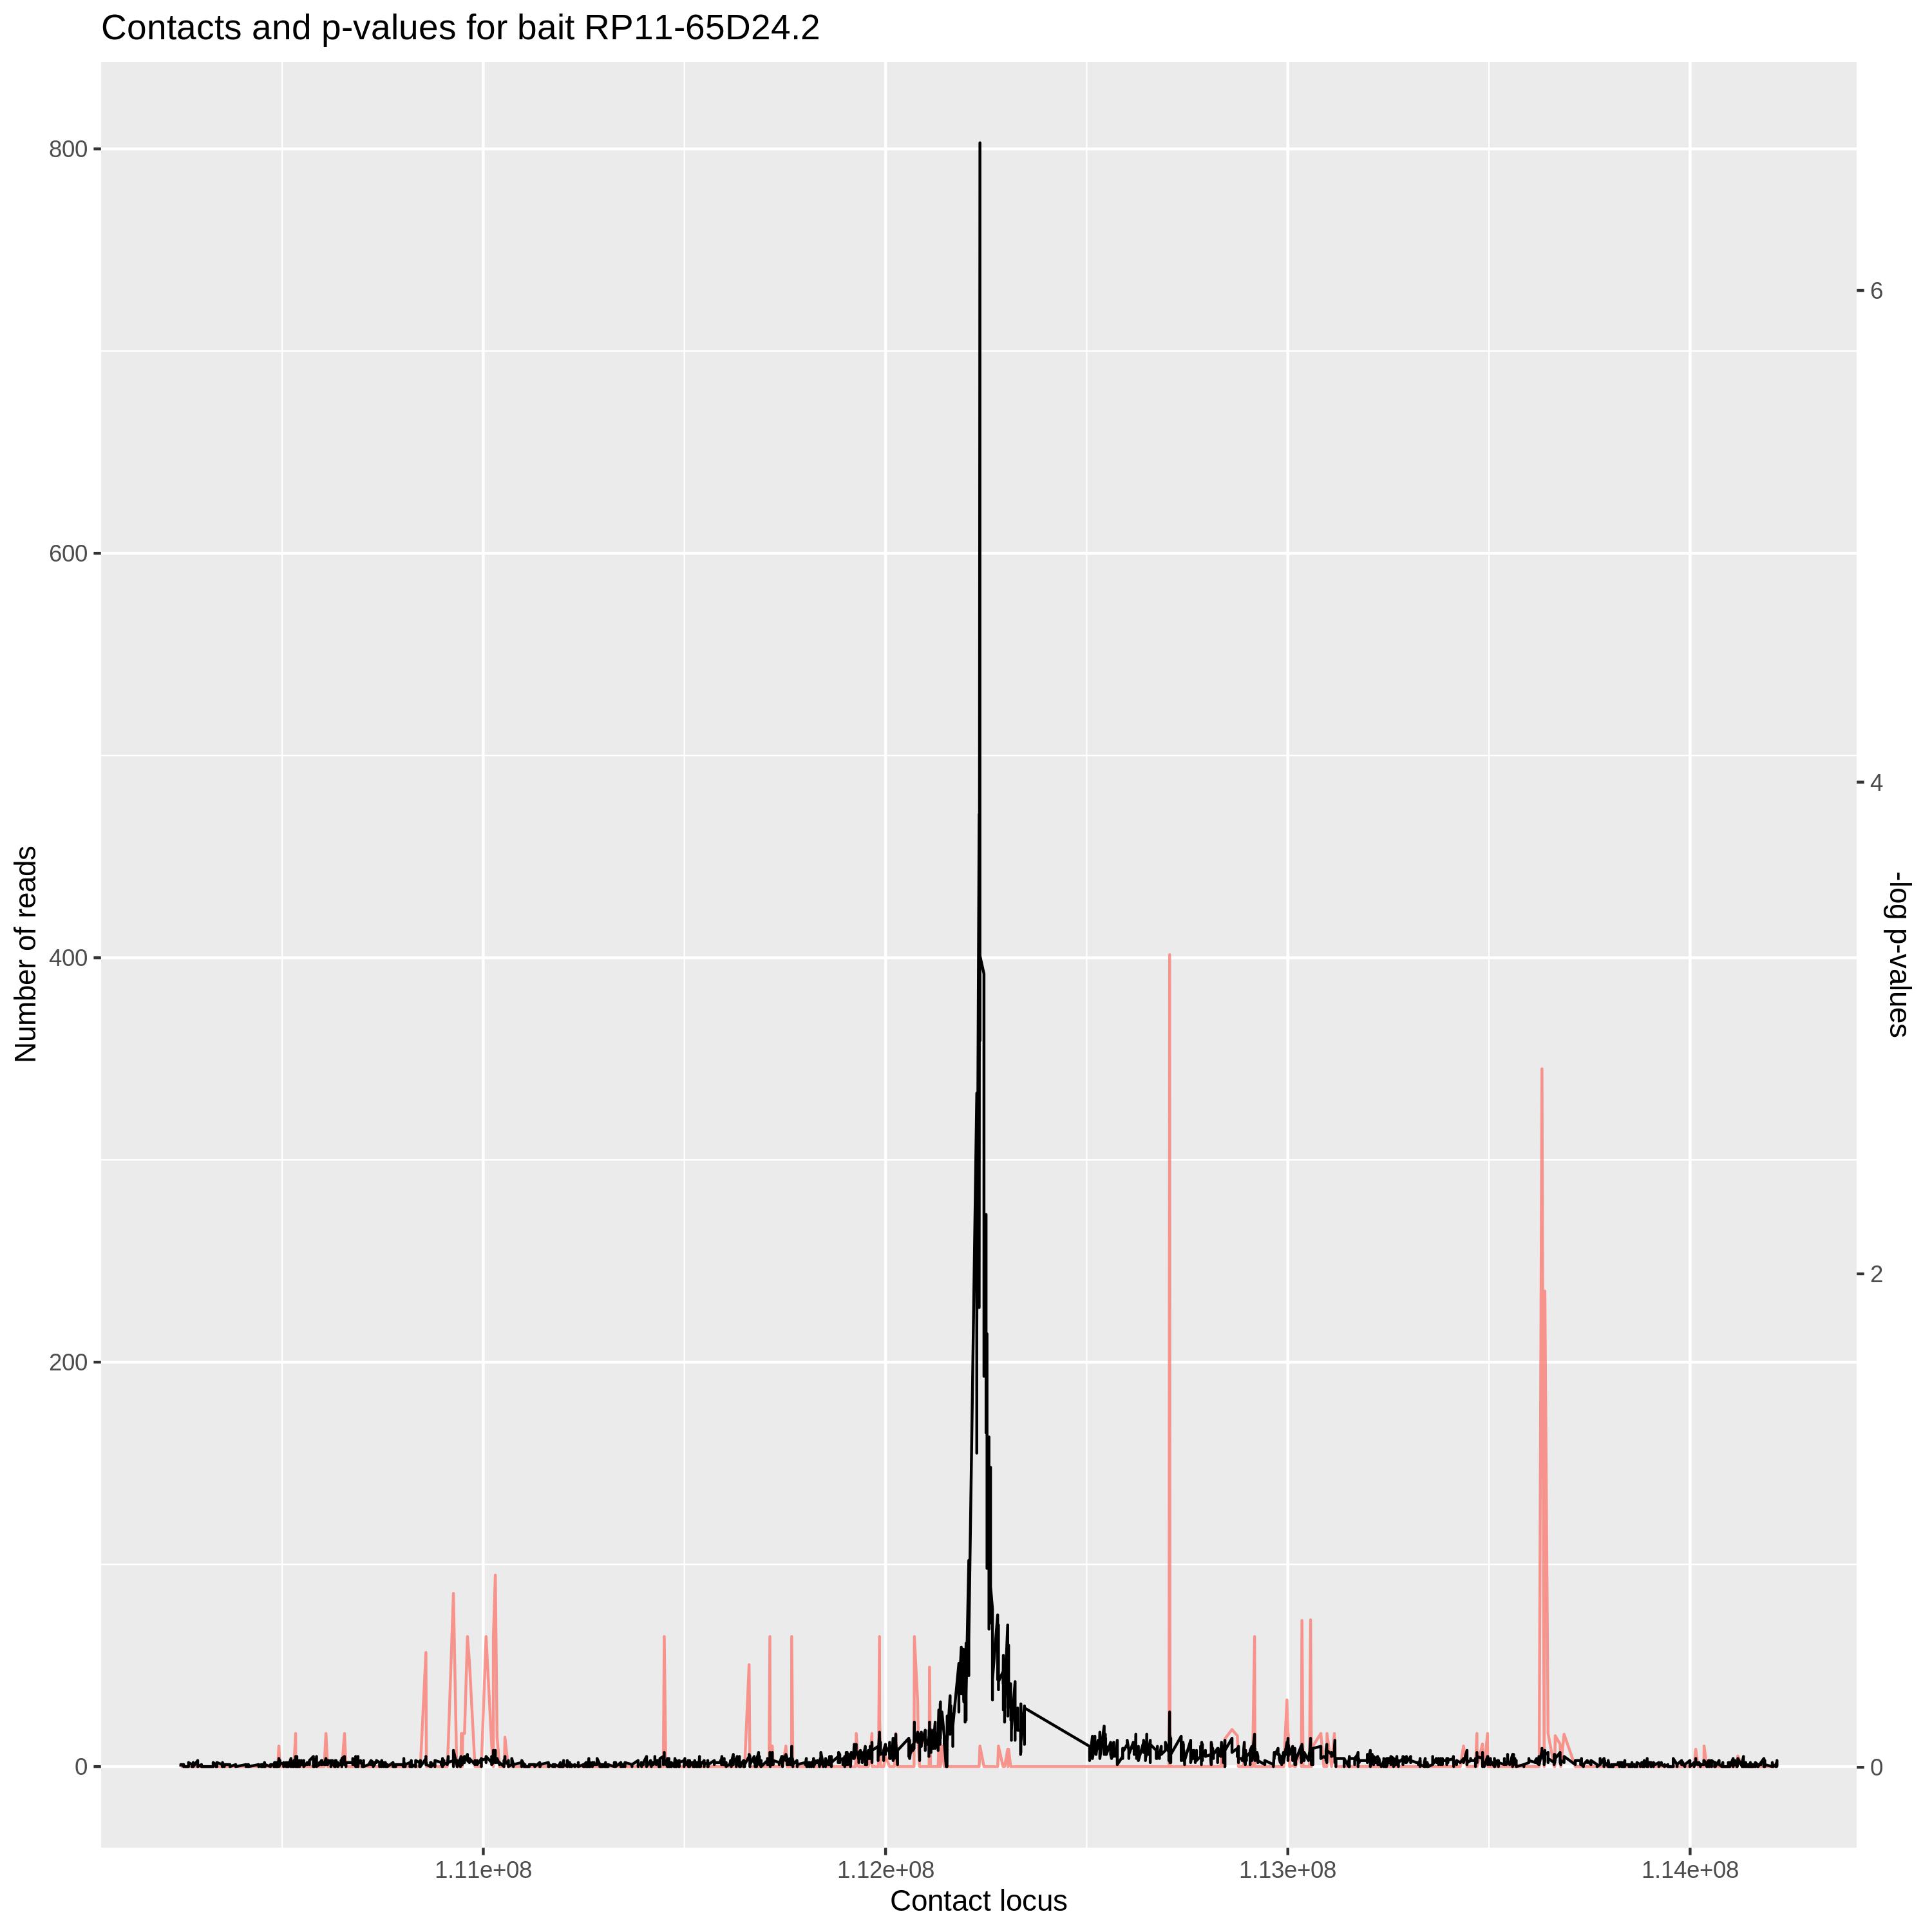 Contacts and p-values for bait RP11-65D24.2
800
600
400
200
0
6
4
2
0
Number of reads
-log p-values
1.11e+08
1.12e+08
1.13e+08
1.14e+08
Contact locus